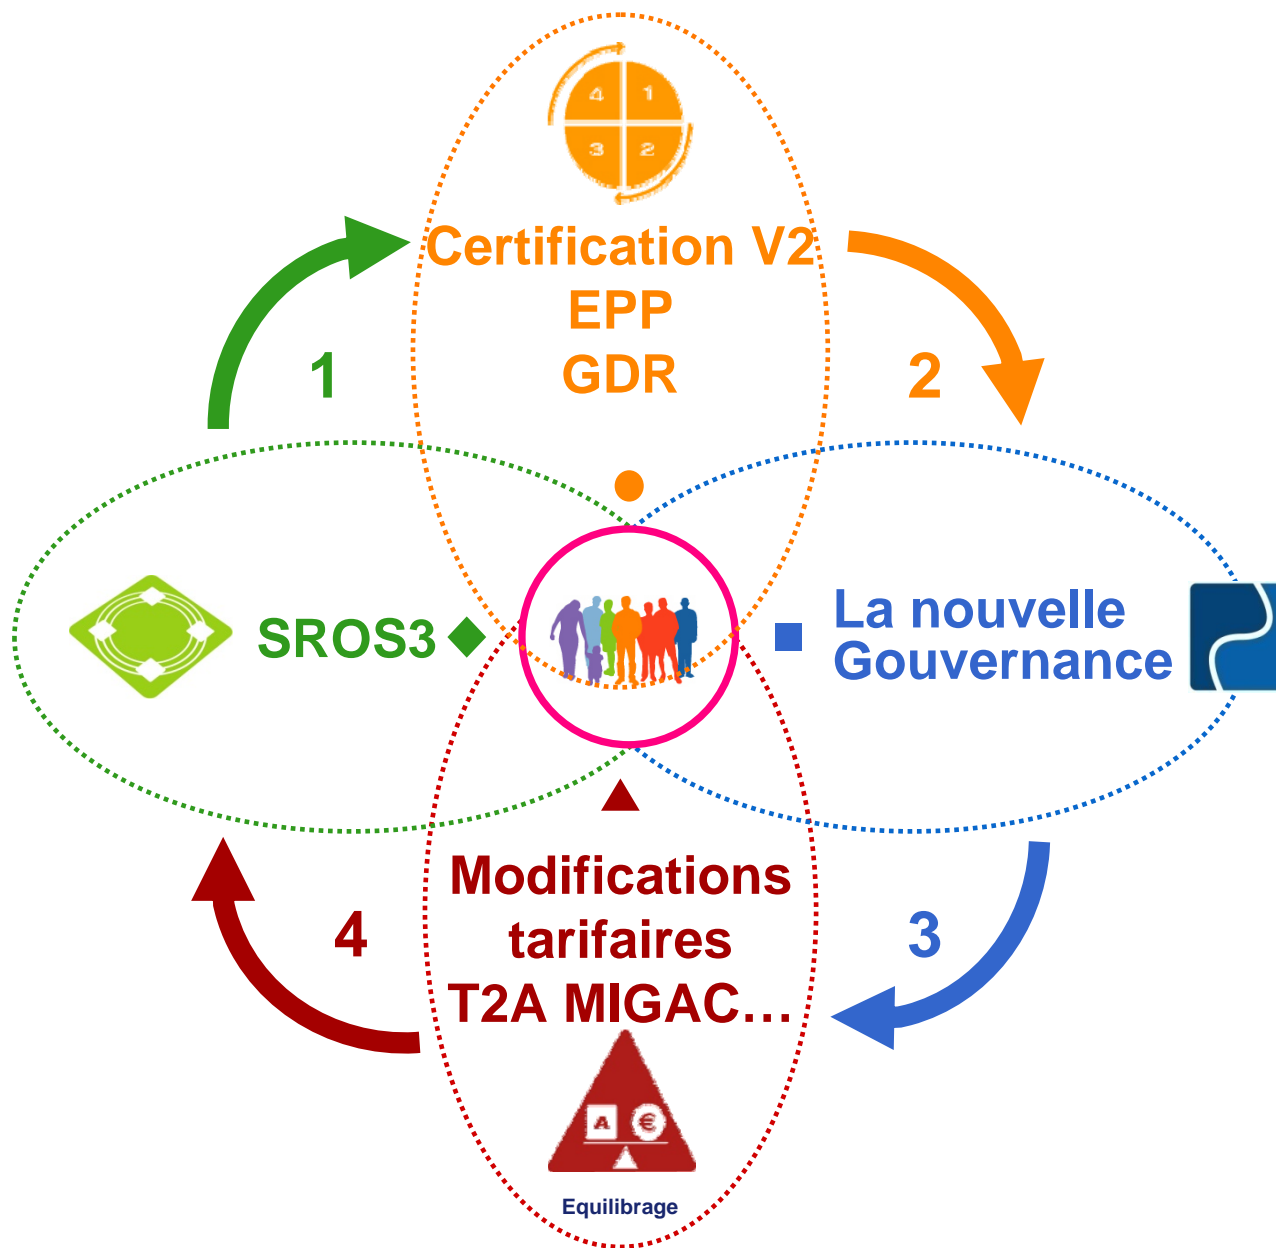 4 1
3 2
Certification V2
EPP
GDR
1
2
SROS3
La nouvelle
Gouvernance
Modifications
tarifaires
T2A MIGAC…
4
3
A €
Equilibrage